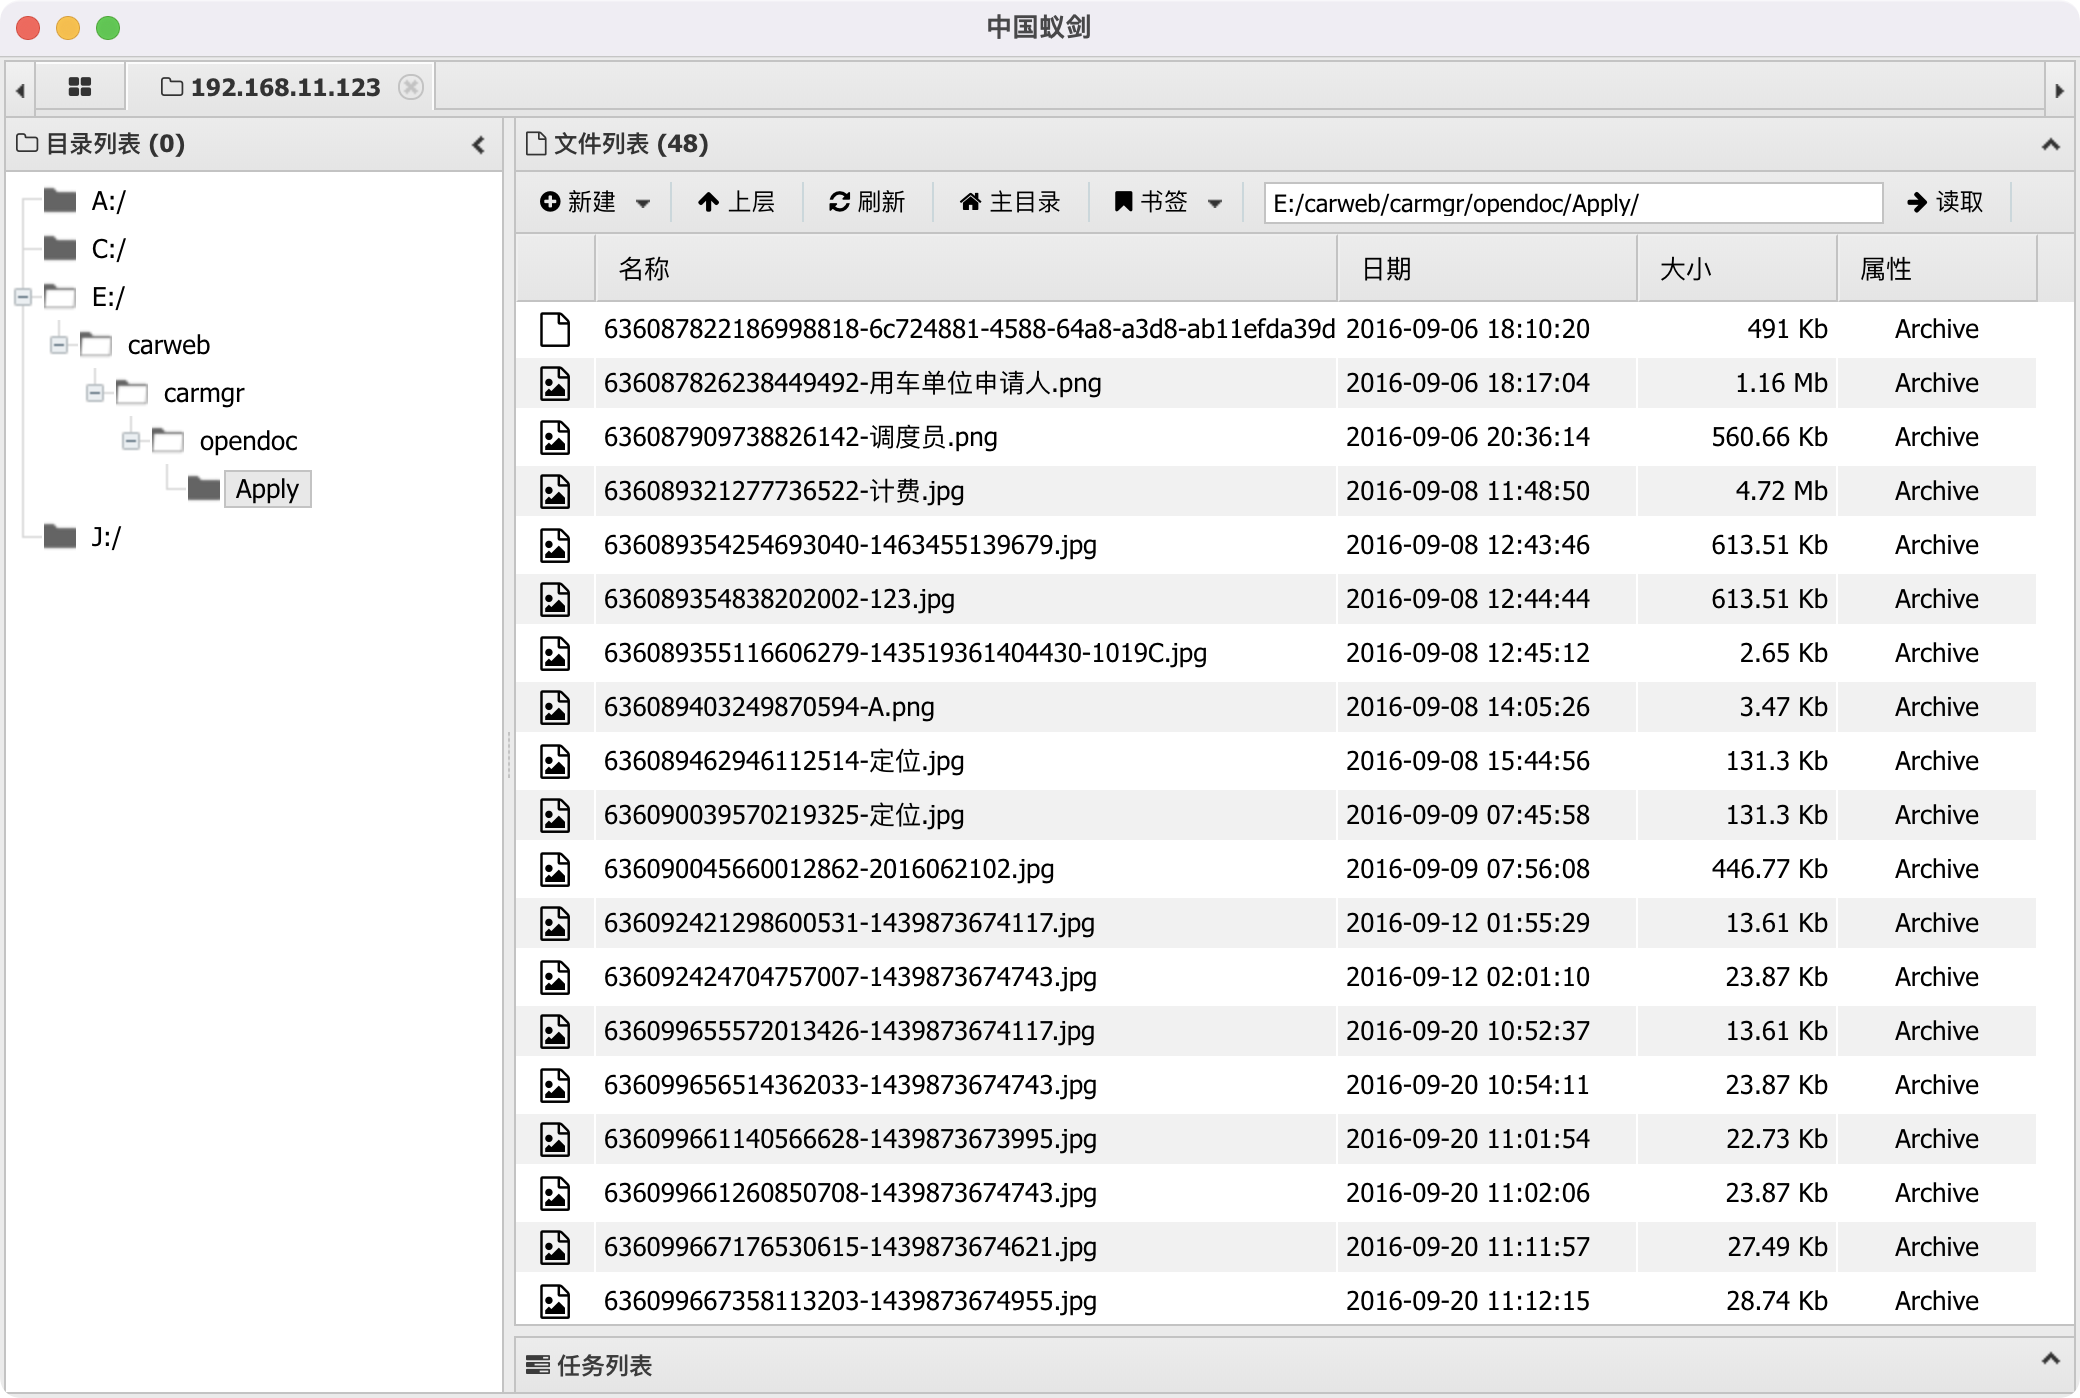 中国蚁剑
192.168.11.123
目录列表 (0)
A:/
C:/
E:/
carweb
carmgr
opendoc
Apply
J:/
文件列表 (48)
新建 上层 刷新 主目录 书签 E:/carweb/carmgr/opendoc/Apply/ 读取
名称 日期 大小 属性
636087822186998818-6c724881-4588-64a8-a3d8-ab11efda39d 2016-09-06 18:10:20 491 Kb Archive
636087826238449492-用车单位申请人.png 2016-09-06 18:17:04 1.16 Mb Archive
636087909738826142-调度员.png 2016-09-06 20:36:14 560.66 Kb Archive
636089321277736522-计费.jpg 2016-09-08 11:48:50 4.72 Mb Archive
636089354254693040-1463455139679.jpg 2016-09-08 12:43:46 613.51 Kb Archive
636089354838202002-123.jpg 2016-09-08 12:44:44 613.51 Kb Archive
636089355116606279-143519361404430-1019C.jpg 2016-09-08 12:45:12 2.65 Kb Archive
636089403249870594-A.png 2016-09-08 14:05:26 3.47 Kb Archive
636089462946112514-定位.jpg 2016-09-08 15:44:56 131.3 Kb Archive
636090039570219325-定位.jpg 2016-09-09 07:45:58 131.3 Kb Archive
636090045660012862-2016062102.jpg 2016-09-09 07:56:08 446.77 Kb Archive
636092421298600531-1439873674117.jpg 2016-09-12 01:55:29 13.61 Kb Archive
636092424704757007-1439873674743.jpg 2016-09-12 02:01:10 23.87 Kb Archive
636099655572013426-1439873674117.jpg 2016-09-20 10:52:37 13.61 Kb Archive
636099656514362033-1439873674743.jpg 2016-09-20 10:54:11 23.87 Kb Archive
636099661140566628-1439873673995.jpg 2016-09-20 11:01:54 22.73 Kb Archive
636099661260850708-1439873674743.jpg 2016-09-20 11:02:06 23.87 Kb Archive
636099667176530615-1439873674621.jpg 2016-09-20 11:11:57 27.49 Kb Archive
636099667358113203-1439873674955.jpg 2016-09-20 11:12:15 28.74 Kb Archive
任务列表